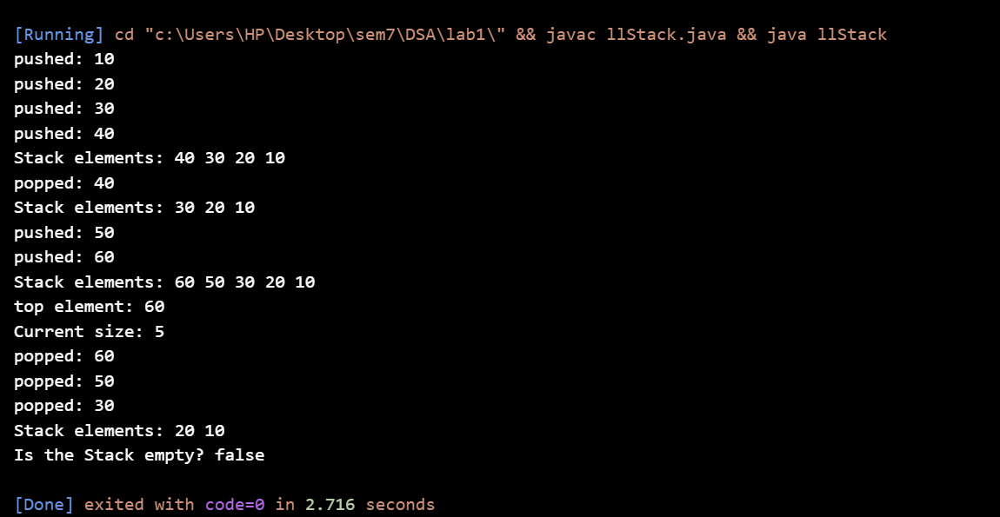 [Running] cd "c:\Users\HP\Desktop\sem7\DSA\lab1\" && javac llStack.java && java llStack
pushed: 10
pushed: 20
pushed: 30
pushed: 40
Stack elements: 40 30 20 10
popped: 40
Stack elements: 30 20 10
pushed: 50
pushed: 60
Stack elements: 60 50 30 20 10
top element: 60
Current size: 5
popped: 60
popped: 50
popped: 30
Stack elements: 20 10
Is the Stack empty? false
[Done] exited with code=0 in 2.716 seconds